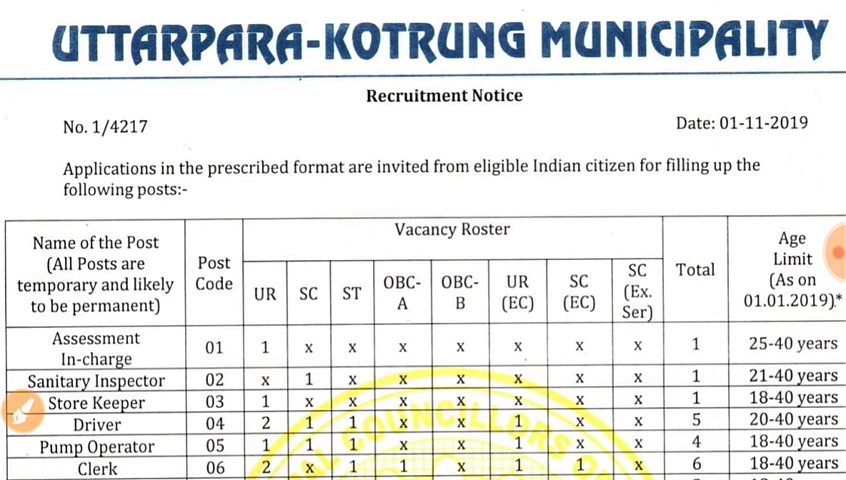 UTTARPARA-KOTRUNG MUNICIPALITY
Recruitment Notice
No. 1/4217
Date: 01-11-2019
Applications in the prescribed format are invited from eligible Indian citizen for filling up the
following posts:-
Name of the Post
(All Posts are
temporary and likely
to be permanent)
Post
Code
Vacancy Roster
UR SC ST OBC-A OBC-B UR (EC) SC (EC) SC (Ex. Ser)
Total
Age
Limit
(As on
01.01.2019)*
Assessment
In-charge 01 1 x x x x x x x 1 25-40 years
Sanitary Inspector 02 x 1 x x x x x x 1 21-40 years
Store Keeper 03 1 x x x x x x x 1 18-40 years
Driver 04 2 1 1 x x 1 x x 5 20-40 years
Pump Operator 05 1 1 1 x x 1 x x 4 18-40 years
Clerk 06 2 x 1 1 x 1 1 x 6 18-40 years
COUNCILLORS